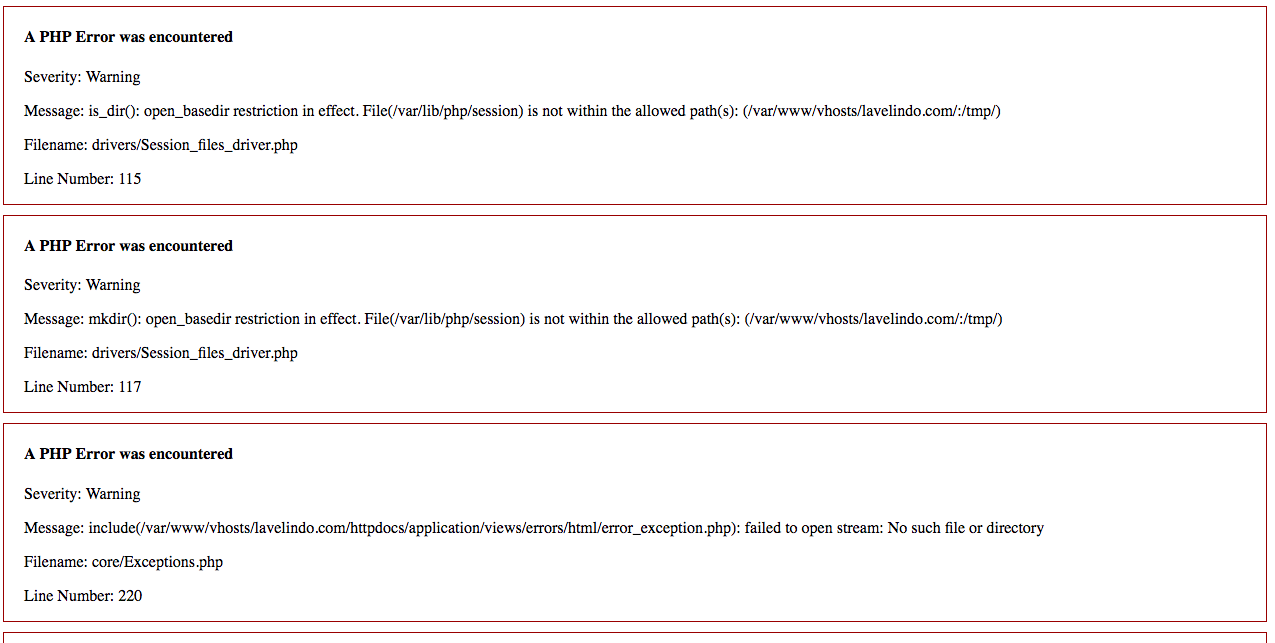 A PHP Error was encountered
Severity: Warning
Message: is_dir(): open_basedir restriction in effect. File(/var/lib/php/session) is not within the allowed path(s): (/var/www/vhosts/lavelindo.com/:/tmp/)
Filename: drivers/Session_files_driver.php
Line Number: 115
A PHP Error was encountered
Severity: Warning
Message: mkdir(): open_basedir restriction in effect. File(/var/lib/php/session) is not within the allowed path(s): (/var/www/vhosts/lavelindo.com/:/tmp/)
Filename: drivers/Session_files_driver.php
Line Number: 117
A PHP Error was encountered
Severity: Warning
Message: include(/var/www/vhosts/lavelindo.com/httpdocs/application/views/errors/html/error_exception.php): failed to open stream: No such file or directory
Filename: core/Exceptions.php
Line Number: 220